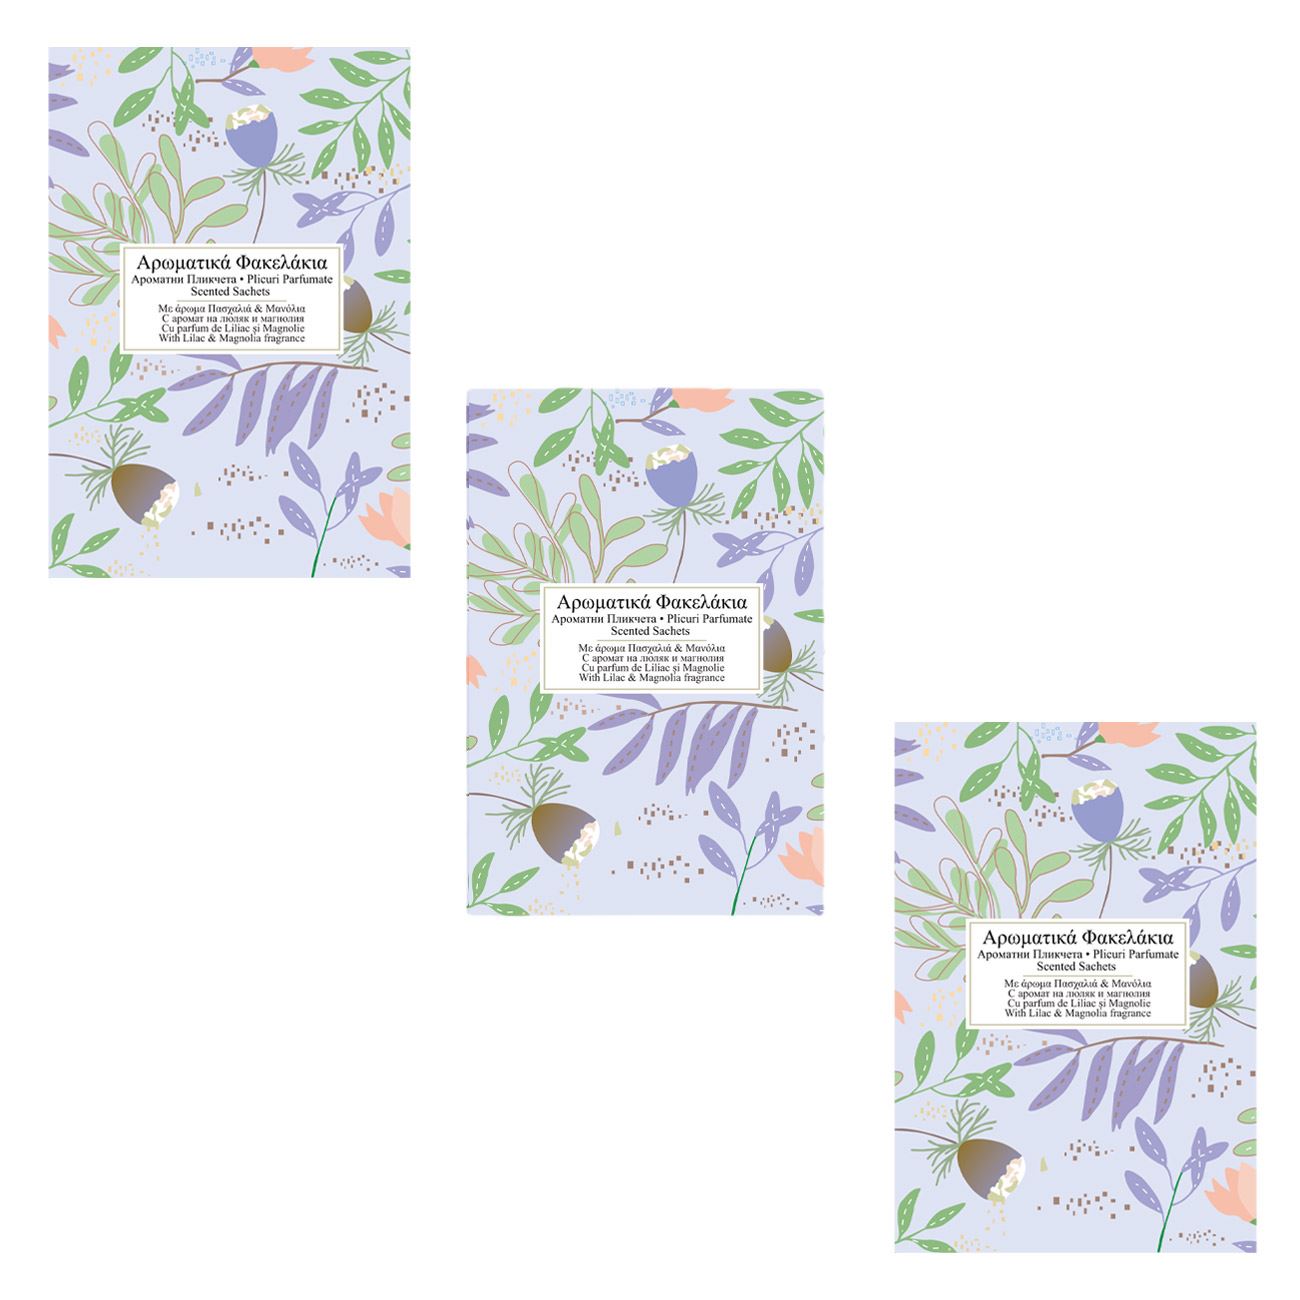 Αρωματικά Φακελάκια
Ароматни Пликчета • Plicuri Parfumate
Scented Sachets
Με άρωμα Πασχαλιά & Μανόλια
С аромат на люляк и магнолия
Cu parfum de Liliac și Magnolie
With Lilac & Magnolia fragrance
Αρωματικά Φακελάκια
Ароматни Пликчета • Plicuri Parfumate
Scented Sachets
Με άρωμα Πασχαλιά & Μανόλια
С аромат на люляк и магнолия
Cu parfum de Liliac și Magnolie
With Lilac & Magnolia fragrance
Αρωματικά Φακελάκια
Ароматни Пликчета • Plicuri Parfumate
Scented Sachets
Με άρωμα Πασχαλιά & Μανόλια
С аромат на люляк и магнолия
Cu parfum de Liliac și Magnolie
With Lilac & Magnolia fragrance